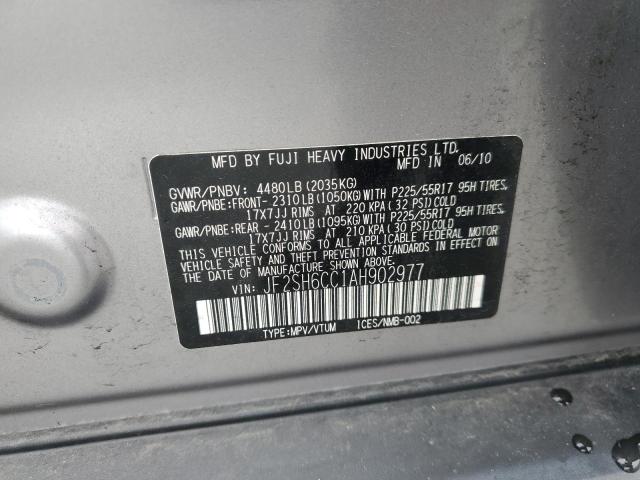 MFD BY FUJI HEAVY INDUSTRIES LTD.
MFD IN 06/10
GVWR/PNBV: 4480LB(2035KG)
GAWR/PNBE:FRONT-2310LB(1050KG)WITH P225/55R17 95H TIRES,
17X7JJ RIMS AT 220 KPA(32 PSI)COLD
GAWR/PNBE:REAR -2410LB(1095KG)WITH P225/55R17 95H TIRES,
17X7JJ RIMS AT 210 KPA(30 PSI)COLD
THIS VEHICLE CONFORMS TO ALL APPLICABLE FEDERAL MOTOR
VEHICLE SAFETY AND THEFT PREVENTION STANDARDS IN EFFECT ON
THE DATE OF MANUFACTURE SHOWN ABOVE.
VIN: JF2SH6CC1AH902977
TYPE:MPV/VTUM ICES/NMB-002